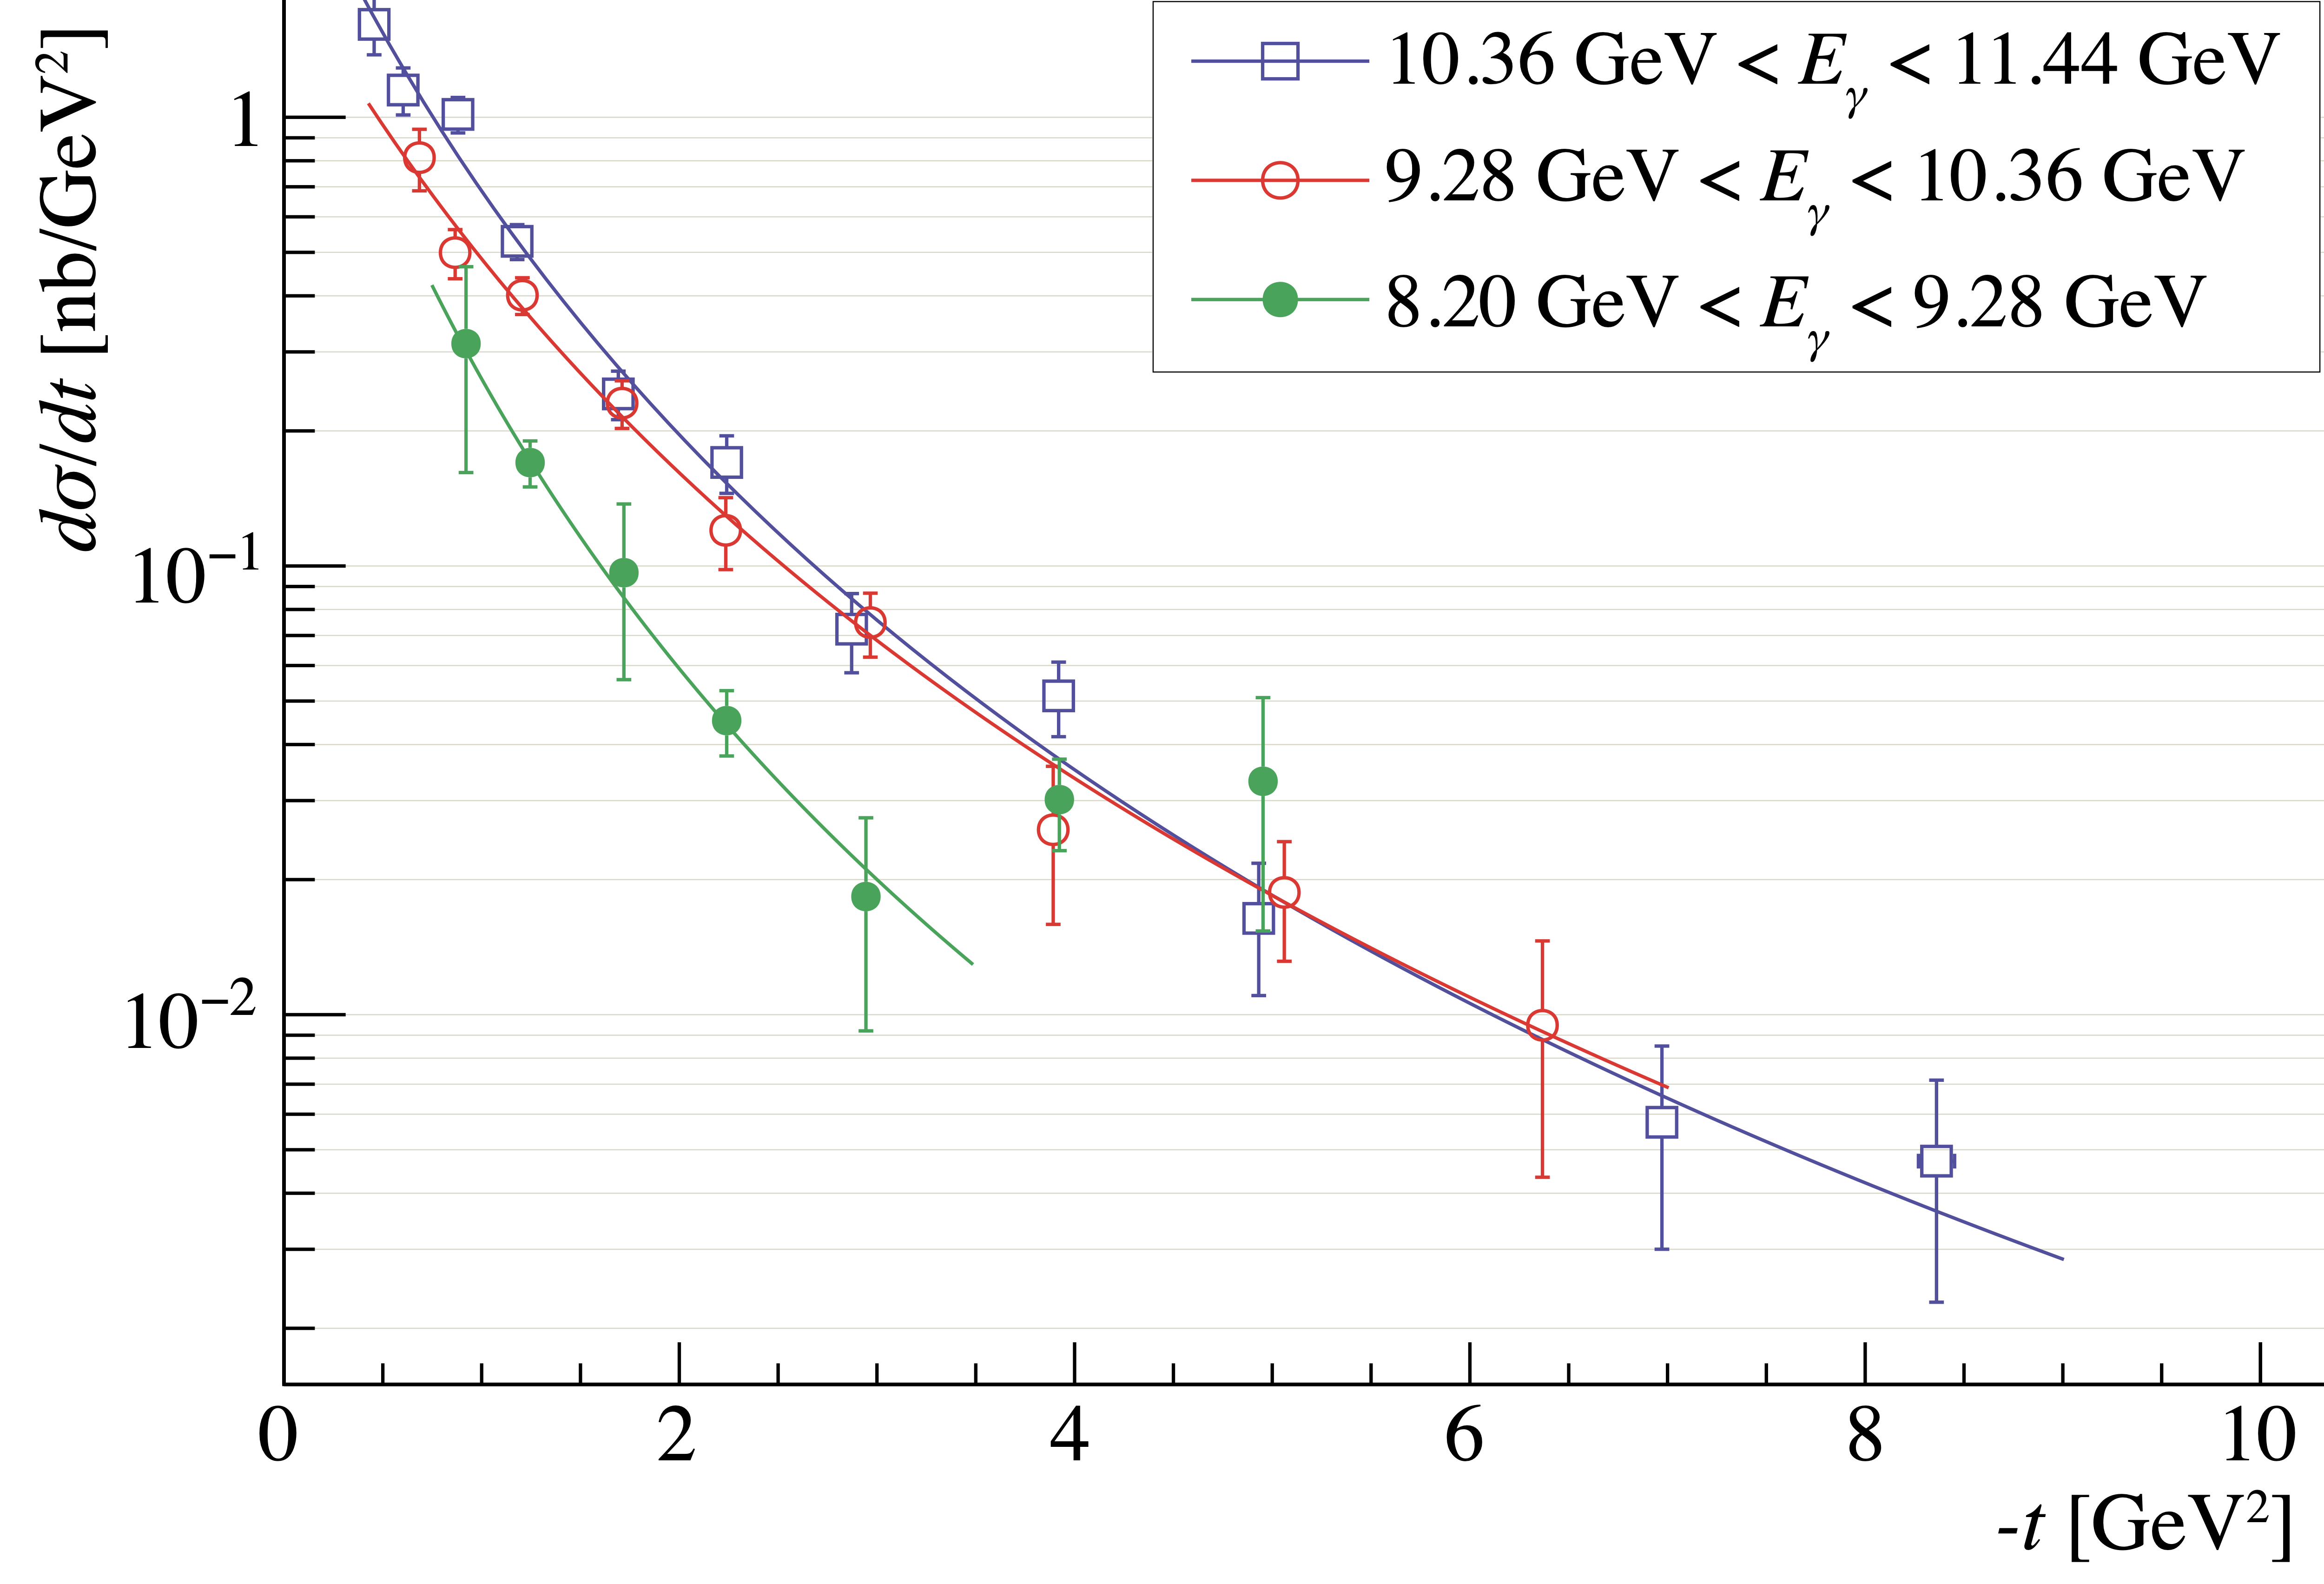 dσ/dt [nb/GeV²]
10.36 GeV < Eγ < 11.44 GeV
9.28 GeV < Eγ < 10.36 GeV
8.20 GeV < Eγ < 9.28 GeV
1
10⁻¹
10⁻²
0 2 4 6 8 10
-t [GeV²]